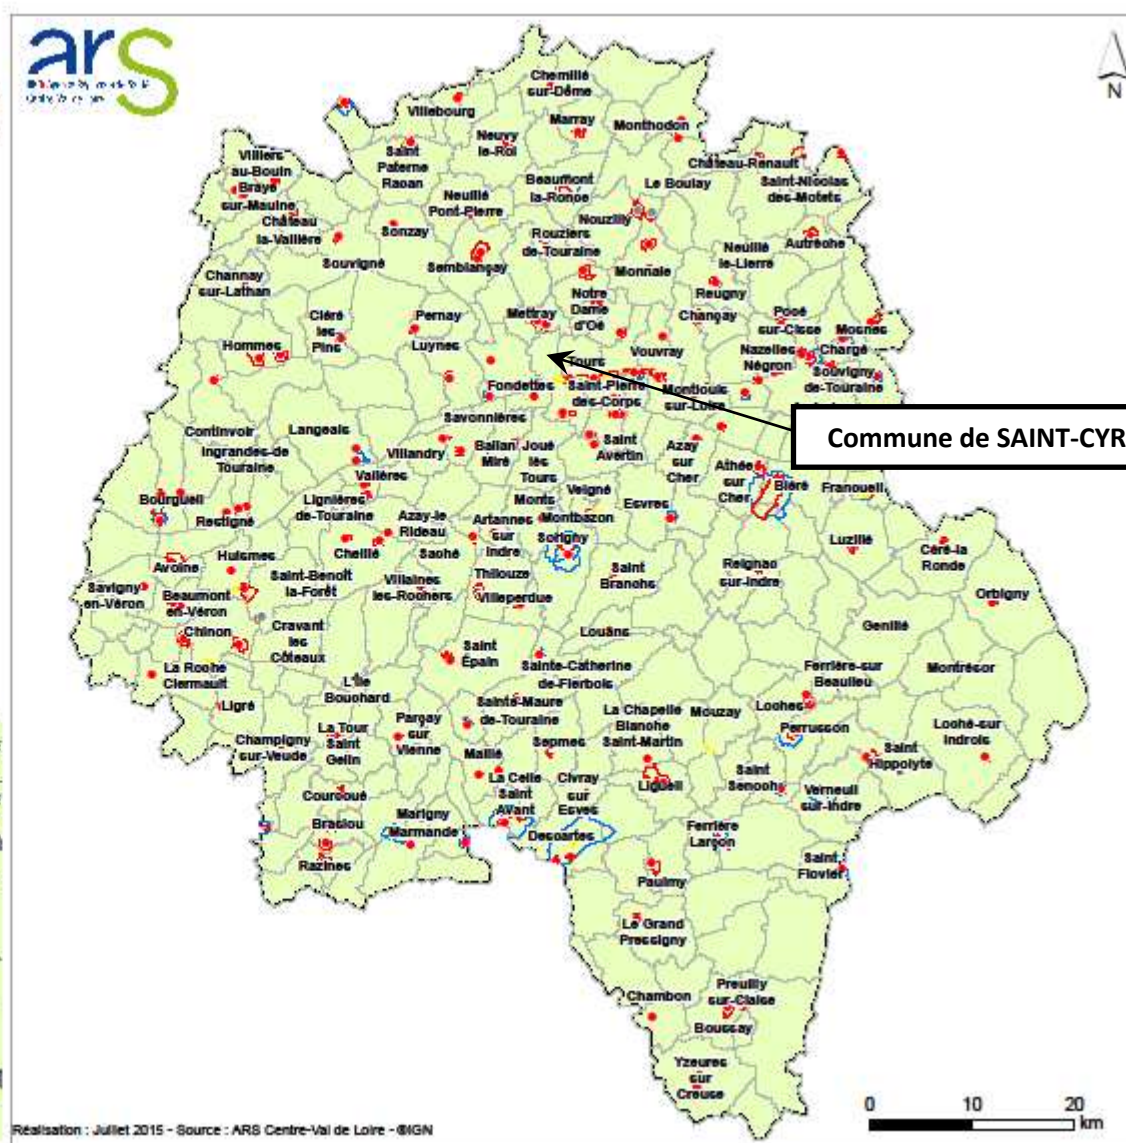 ars
N
Chemillé
sur-Dême
Villebourg
Marray
Monthodon
Neuvy
le-Roi
Saint
Paterne
Racan
Château-Renault
Villiers
au-Bouin
Braye
sur-Maulne
Beaumont
la-Ronce
Le Boulay
Saint-Nicolas
des-Motets
Neuillé
Pont-Pierre
Château
la-Vallière
Nouzilly
Sonzay
Rouziers
de-Touraine
Autrèche
Souvigné
Semblançay
Neuillé
le-Lierre
Monnaie
Channay
sur-Lathan
Reugny
Notre
Dame
d'Oé
Cléré
les
Pins
Pernay
Mettray
Chançay
Pocé
sur-Cisse
Mosnes
Hommes
Luynes
Tours
Vouvray
Nazelles
Négron
Chargé
Souvigny
de-Touraine
Fondettes
Saint-Pierre
des-Corps
Montlouis
sur-Loire
Savonnières
Commune de SAINT-CYR
Continvoir
Langeais
Ingrandes-de
Touraine
Villandry
Ballan
Miré
Joué
lès
Tours
Saint
Avertin
Azay
sur
Cher
Athée
sur
Cher
Bléré
Francueil
Vallères
Bourgueil
Restigné
Lignières
de-Touraine
Azay-le
Rideau
Artannes
sur
Indre
Monts
Veigné
Montbazon
Esvres
Sorigny
Luzillé
Céré-la
Ronde
Huismes
Cheillé
Saché
Avoine
Saint-Benoît
la-Forêt
Villaines
les-Rochers
Thilouze
Villeperdue
Saint
Branchs
Reignac
sur-Indre
Savigny
en-Véron
Beaumont
en-Véron
Orbigny
Chinon
Cravant
les
Côteaux
Louans
Genillé
Saint
Épain
Sainte-Catherine
de-Fierbois
La Roche
Clermault
Ferrière-sur
Beaulieu
Montrésor
L'Ile
Bouchard
Ligré
Sainte-Maure
de-Touraine
La Chapelle
Blanche
Saint-Martin
Mouzay
Loches
Perrusson
Loché-sur
Indrois
La Tour
Saint
Gelin
Parçay
sur
Vienne
Champigny
sur-Veude
Sepmes
Saint
Hippolyte
Maillé
La Celle
Saint
Avant
Civray
sur
Esves
Ligueil
Saint
Senoch
Verneuil
sur-Indre
Courcoué
Marigny
Marmande
Braslou
Descartes
Ferrière
Larçon
Razines
Saint
Flovier
Paulmy
Le Grand
Pressigny
Chambon
Preuilly
sur-Claise
Boussay
Yzeures
sur
Creuse
0 10 20
km
Réalisation : Juillet 2015 - Source : ARS Centre-Val de Loire - ©IGN